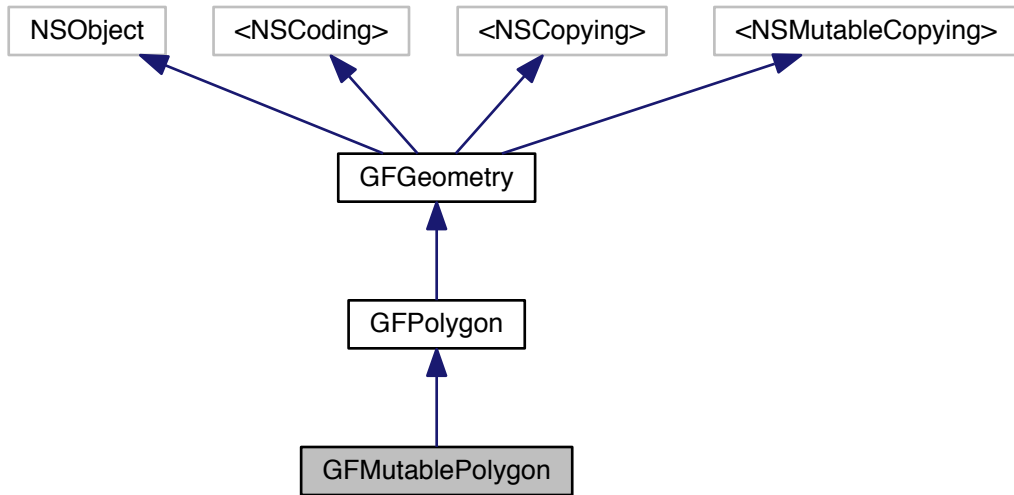 NSObject
<NSCoding>
<NSCopying>
<NSMutableCopying>
GFGeometry
GFPolygon
GFMutablePolygon